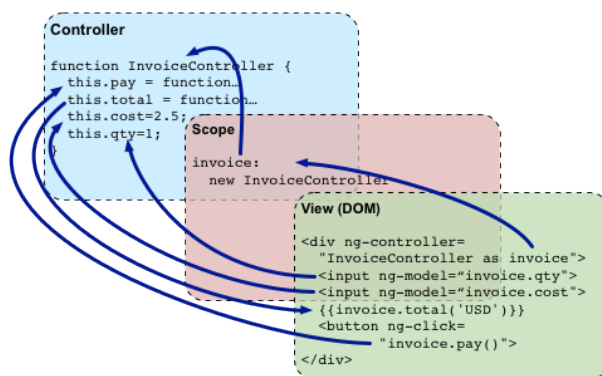 Controller
function InvoiceController {
this.pay = function…
this.total = function…
this.cost=2.5;
this.qty=1;
}
Scope
invoice:
new InvoiceController
View (DOM)
<div ng-controller=
"InvoiceController as invoice">
<input ng-model=“invoice.qty">
<input ng-model=“invoice.cost">
{{invoice.total('USD')}}
<button ng-click=
"invoice.pay()">
</div>